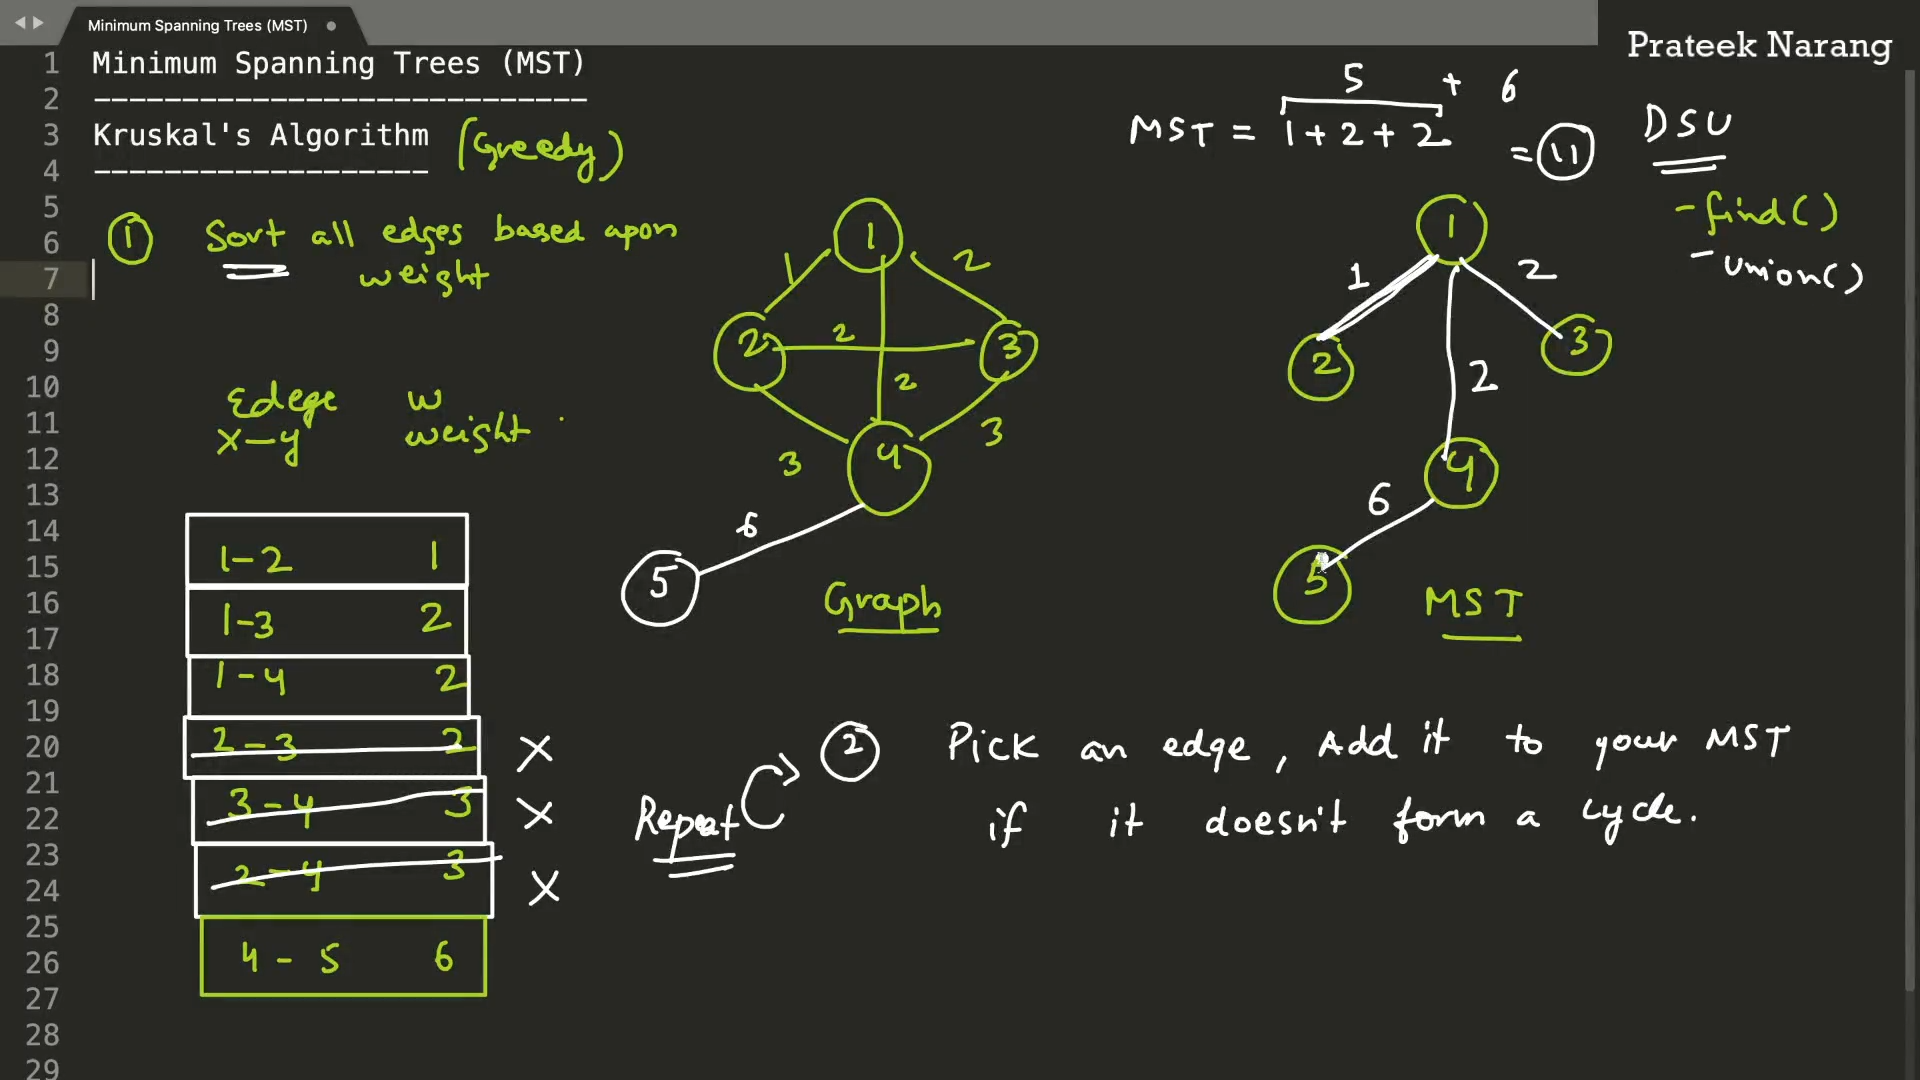 Minimum Spanning Trees (MST)
Prateek Narang
1 Minimum Spanning Trees (MST)
2 ----------------------------
3 Kruskal's Algorithm (Greedy)
4 -------------------
5
6
7
8
9
10
11
12
13
14
15
16
17
18
19
20
21
22
23
24
25
26
27
28
29
5 + 6
MST = 1 + 2 + 2 = 11
DSU
- find()
- union()
1 Sort all edges based apon
weight
Edege w
x-y weight
1-2 1
1-3 2
1-4 2
2-3 2 X
3-4 3 X
2-4 3 X
4-5 6
1
1 2
2 2 3
2
3 4 3
6
5
Graph
1
1 2
2 3
2
4
6
5
MST
Repeat
2 Pick an edge, Add it to your MST
if it doesn't form a cycle.